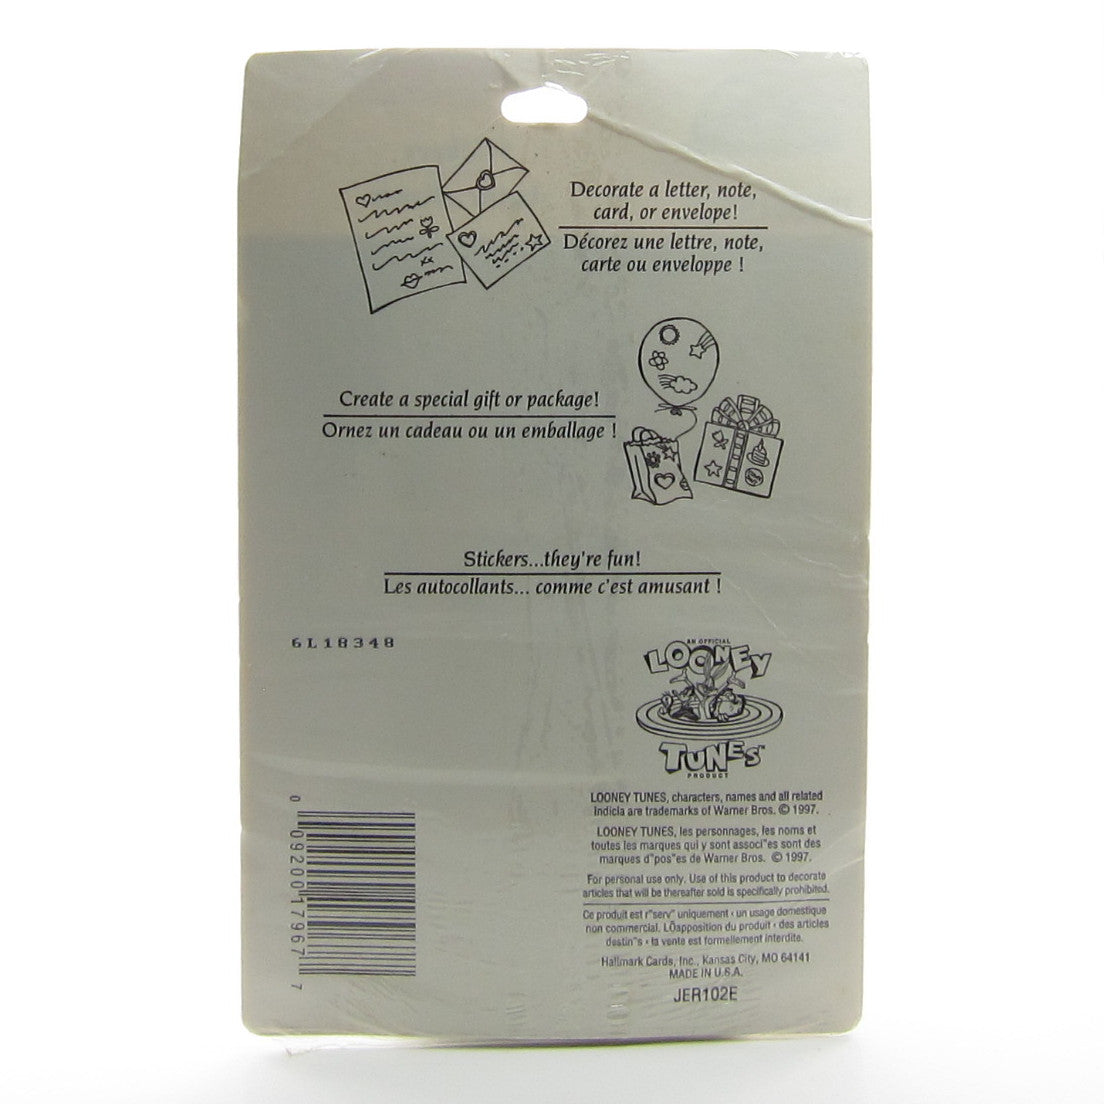 Decorate a letter, note,
card, or envelope!
Décorez une lettre, note,
carte ou enveloppe !
Create a special gift or package!
Ornez un cadeau ou un emballage !
Stickers...they're fun!
Les autocollants... comme c'est amusant !
6L18348
AN OFFICIAL
LOONEY
TUNES™
PRODUCT
LOONEY TUNES, characters, names and all related
indicia are trademarks of Warner Bros. © 1997.
LOONEY TUNES, les personnages, les noms et
toutes les marques qui y sont associ"es sont des
marques d"pos"es de Warner Bros. © 1997.
For personal use only. Use of this product to decorate
articles that will be thereafter sold is specifically prohibited.
Ce produit est r"serv" uniquement ‹ un usage domestique
non commercial. LÕapposition du produit ‹ des articles
destin"s ‹ la vente est formellement interdite.
Hallmark Cards, Inc., Kansas City, MO 64141
MADE IN U.S.A.
JER102E
0 09200 17967 7